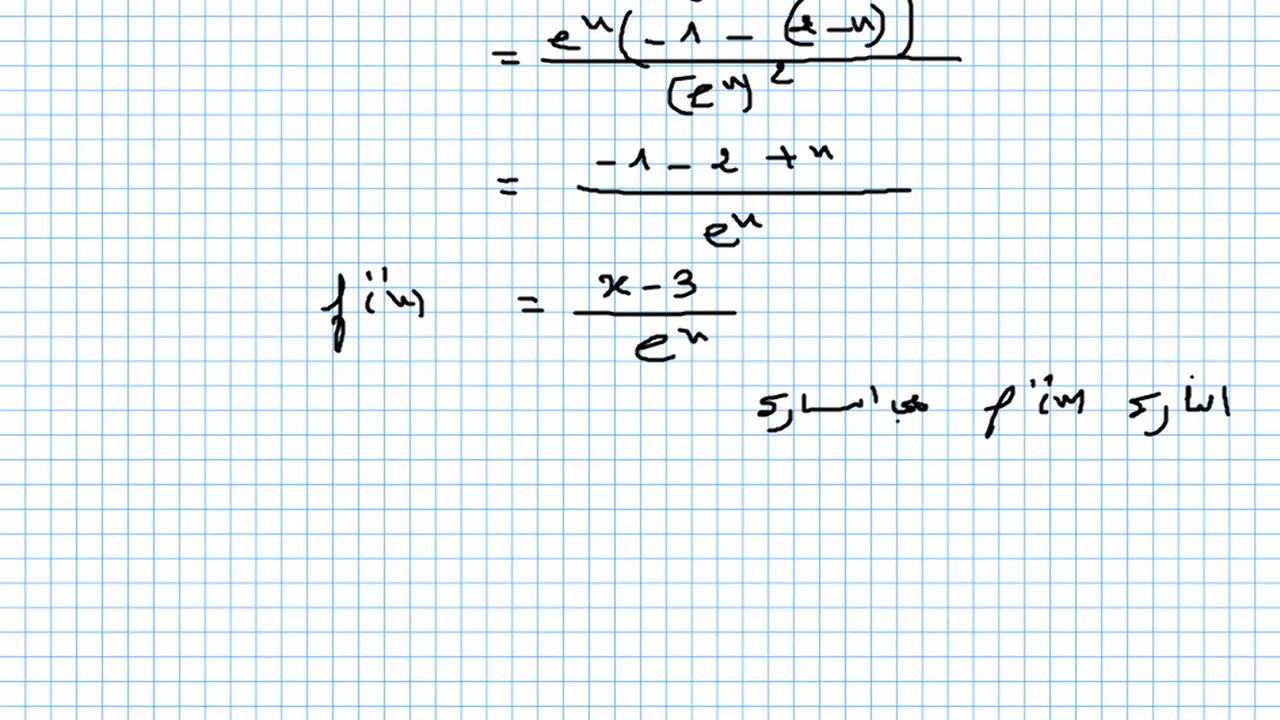 = e^x(-1-(2-x)) / (e^x)^2
= -1-2+x / e^x
f''(x) = x-3 / e^x
إشارة f''(x) هي إشارة